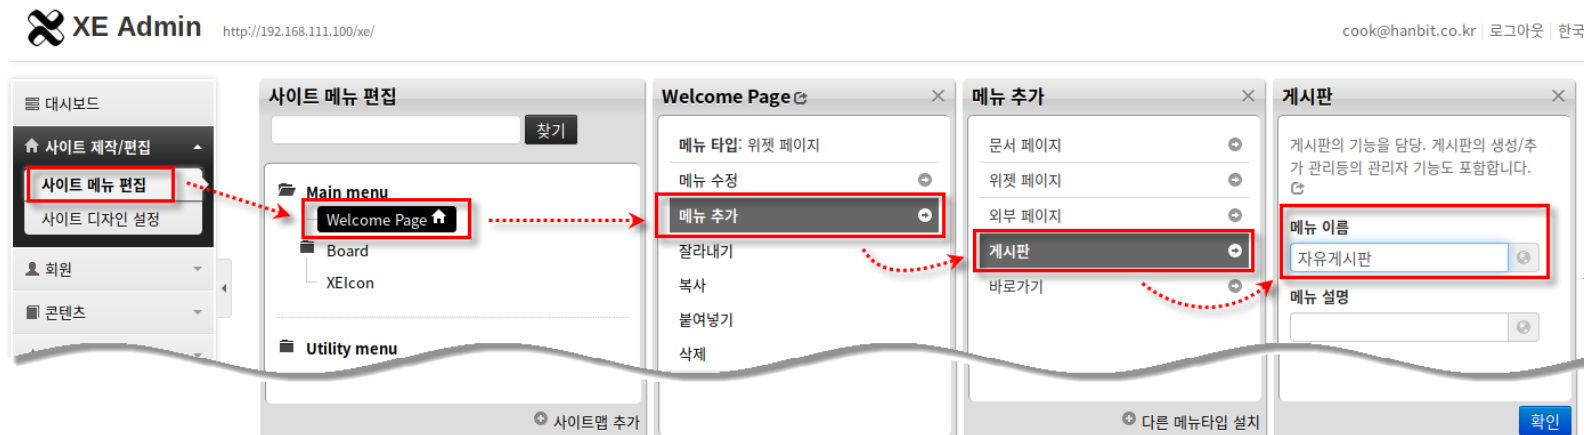 XE Admin http://192.168.111.100/xe/
cook@hanbit.co.kr 로그아웃 한국
대시보드
사이트 제작/편집
사이트 메뉴 편집
사이트 디자인 설정
회원
콘텐츠
사이트 메뉴 편집
찾기
Main menu
Welcome Page
Board
XEIcon
Utility menu
사이트맵 추가
Welcome Page
메뉴 타입: 위젯 페이지
메뉴 수정
메뉴 추가
잘라내기
복사
붙여넣기
삭제
메뉴 추가
문서 페이지
위젯 페이지
외부 페이지
게시판
바로가기
다른 메뉴타입 설치
게시판
게시판의 기능을 담당. 게시판의 생성/추
가 관리등의 관리자 기능도 포함합니다.
메뉴 이름
자유게시판
메뉴 설명
확인